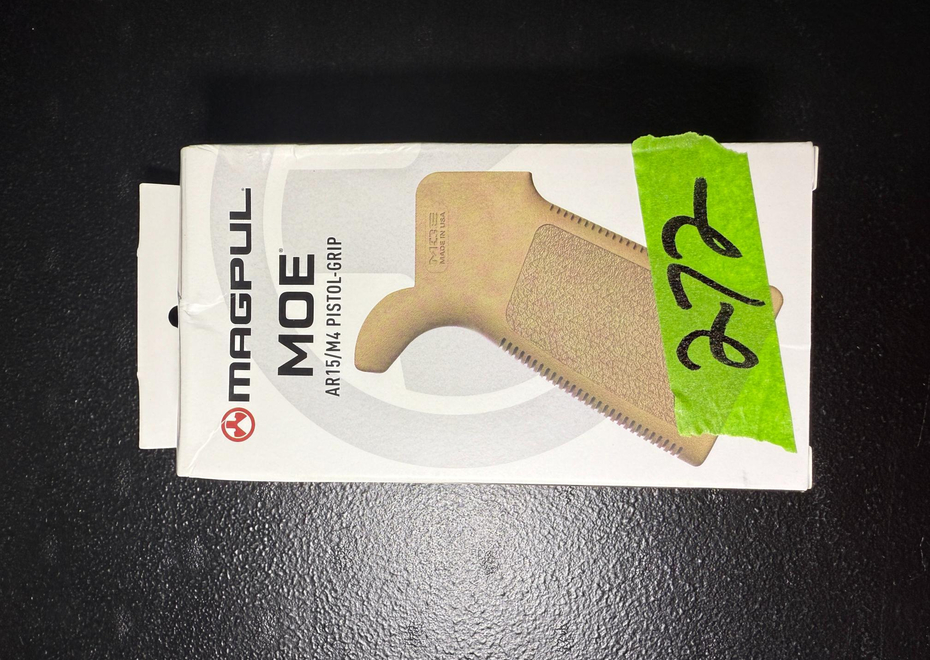 MAGPUL
MOE
AR15/M4 PISTOL-GRIP
MOE
MADE IN USA
272